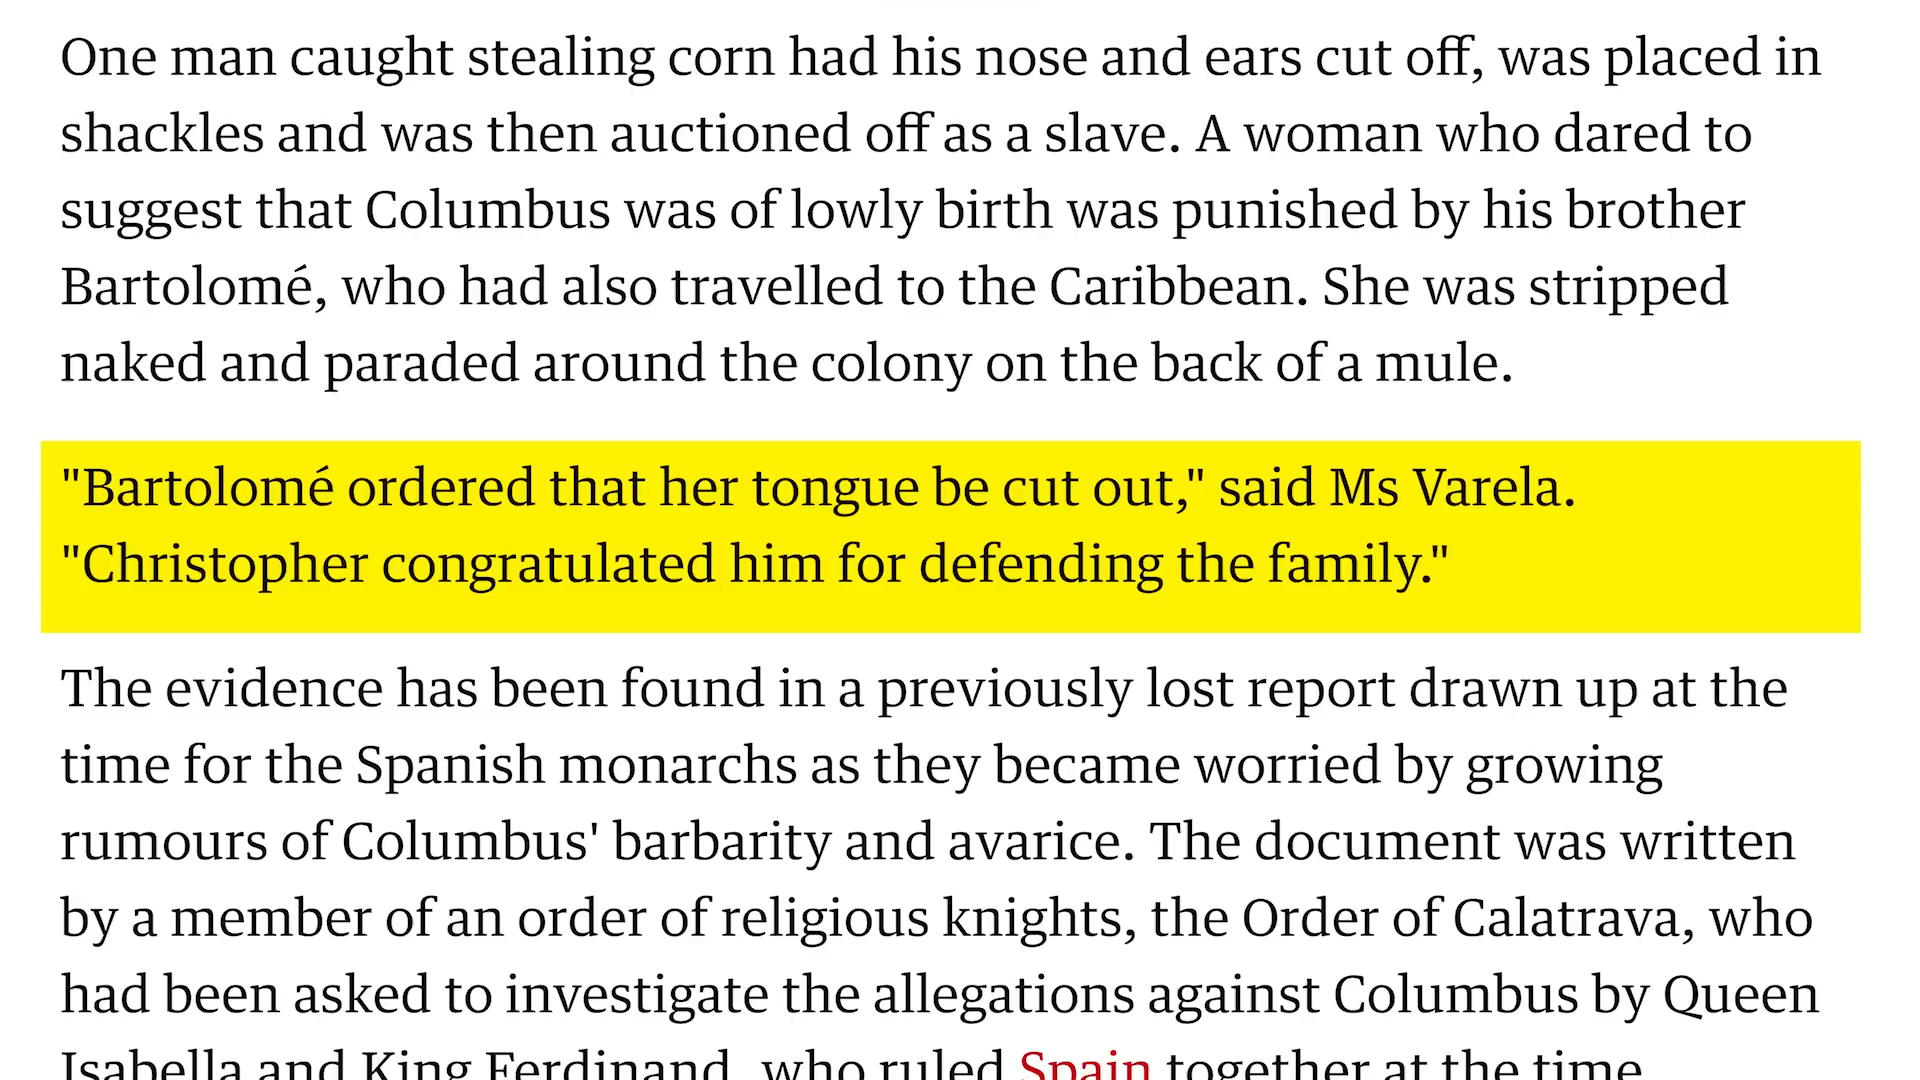 One man caught stealing corn had his nose and ears cut off, was placed in
shackles and was then auctioned off as a slave. A woman who dared to
suggest that Columbus was of lowly birth was punished by his brother
Bartolomé, who had also travelled to the Caribbean. She was stripped
naked and paraded around the colony on the back of a mule.
"Bartolomé ordered that her tongue be cut out," said Ms Varela.
"Christopher congratulated him for defending the family."
The evidence has been found in a previously lost report drawn up at the
time for the Spanish monarchs as they became worried by growing
rumours of Columbus' barbarity and avarice. The document was written
by a member of an order of religious knights, the Order of Calatrava, who
had been asked to investigate the allegations against Columbus by Queen
Isabella and King Ferdinand, who ruled Spain together at the time.